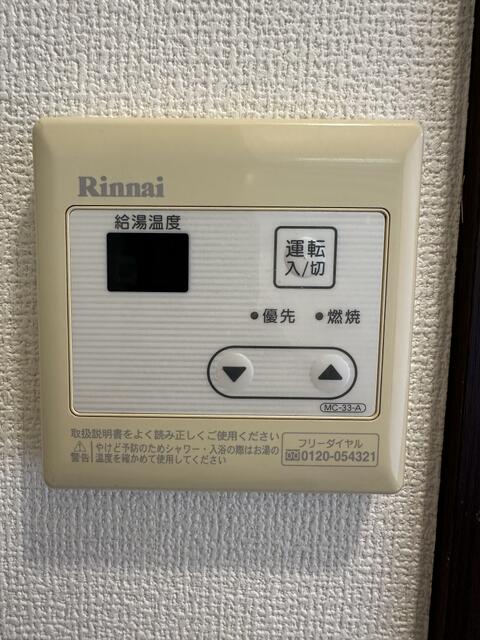 Rinnai
給湯温度
運転
入/切
優先
燃焼
▼
▲
MC-33-A
取扱説明書をよく読み正しくご使用ください
警告
やけど予防のためシャワー・入浴の際はお湯の
温度を確かめて使用してください
フリーダイヤル
0120-054321